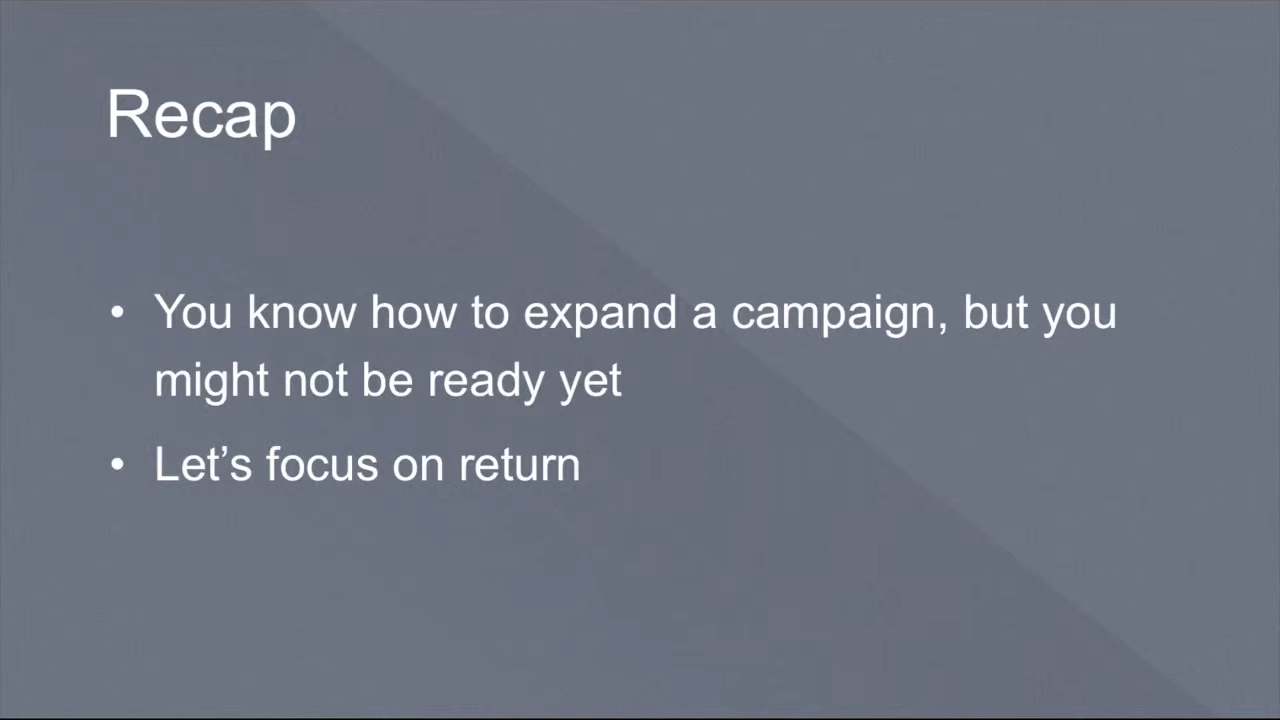 Recap
• You know how to expand a campaign, but you
might not be ready yet
• Let’s focus on return